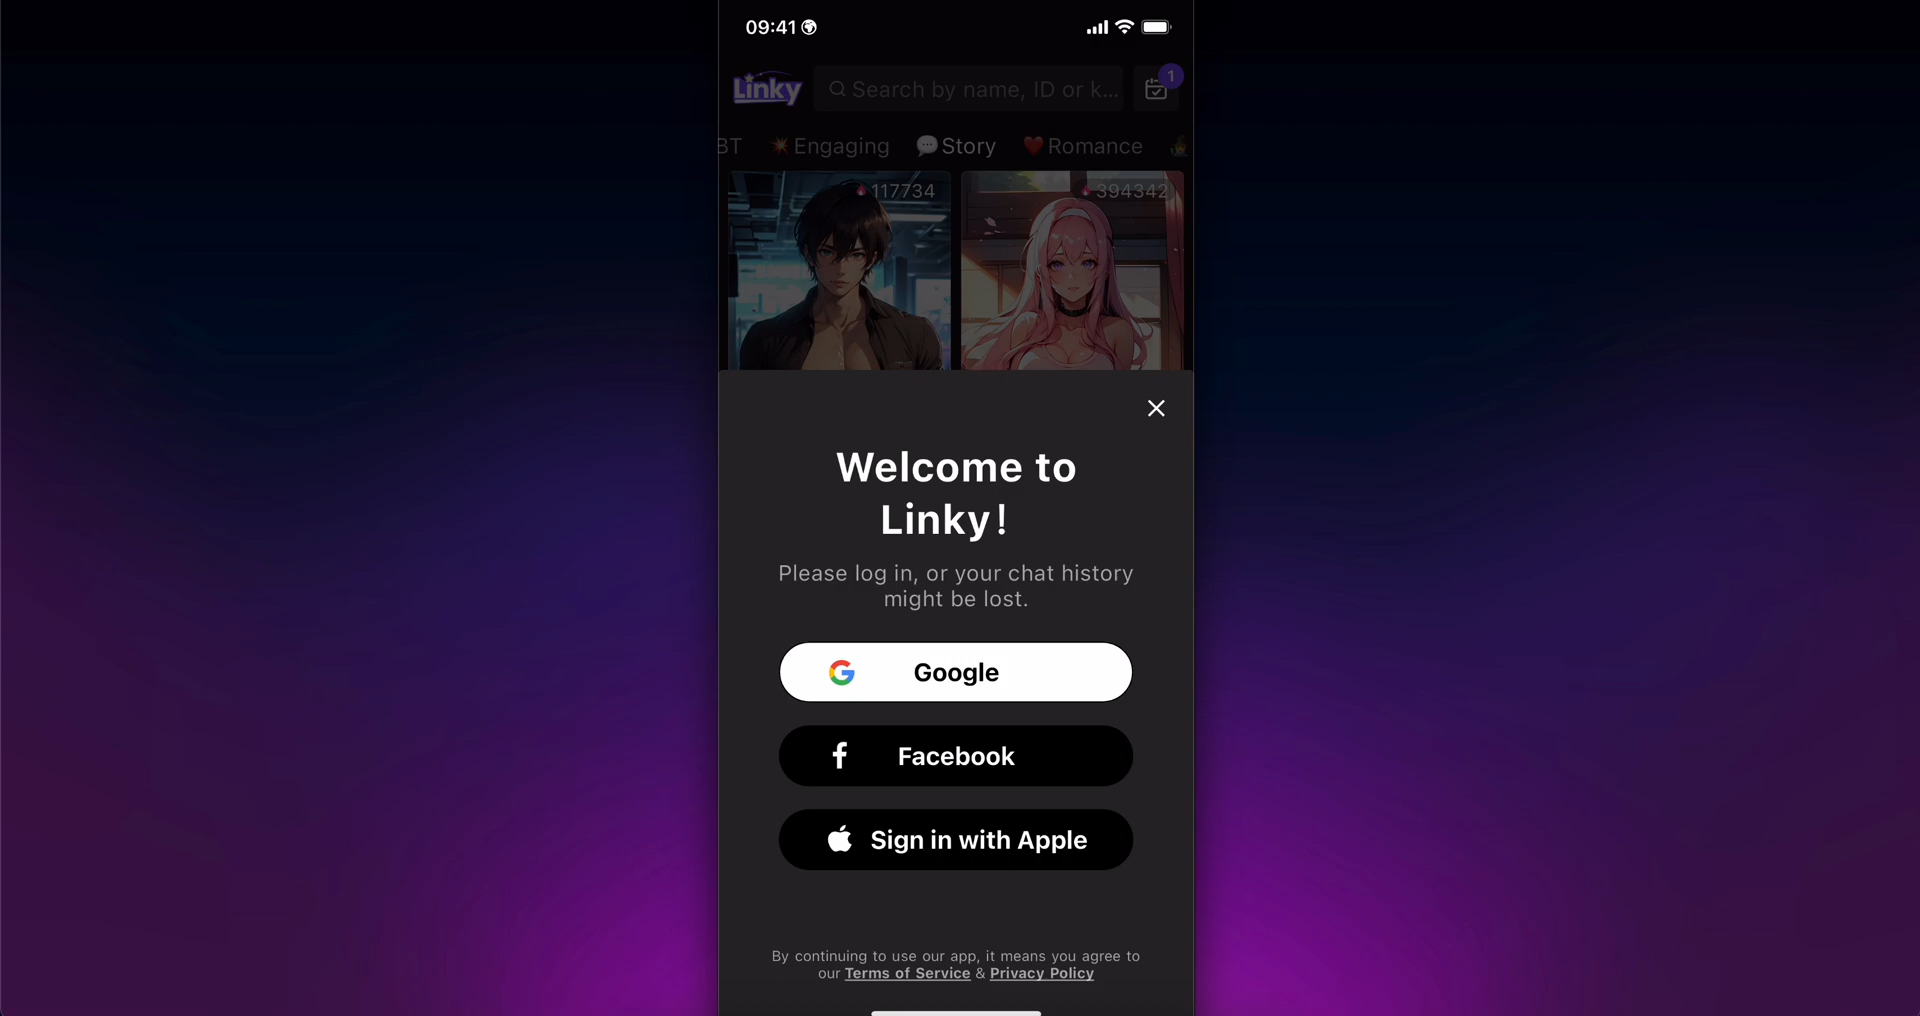 09:41
Linky
Search by name, ID or k...
1
BT
Engaging
Story
Romance
117734
394342
Welcome to
Linky!
Please log in, or your chat history
might be lost.
Google
Facebook
Sign in with Apple
By continuing to use our app, it means you agree to
our Terms of Service & Privacy Policy